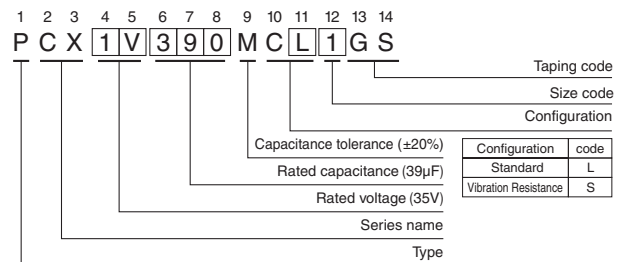 1 2 3 4 5 6 7 8 9 10 11 12 13 14
P C X 1 V 3 9 0 M C L 1 G S
Taping code
Size code
Configuration
Capacitance tolerance (±20%)
Rated capacitance (39μF)
Rated voltage (35V)
Series name
Type
Configuration code
Standard L
Vibration Resistance S